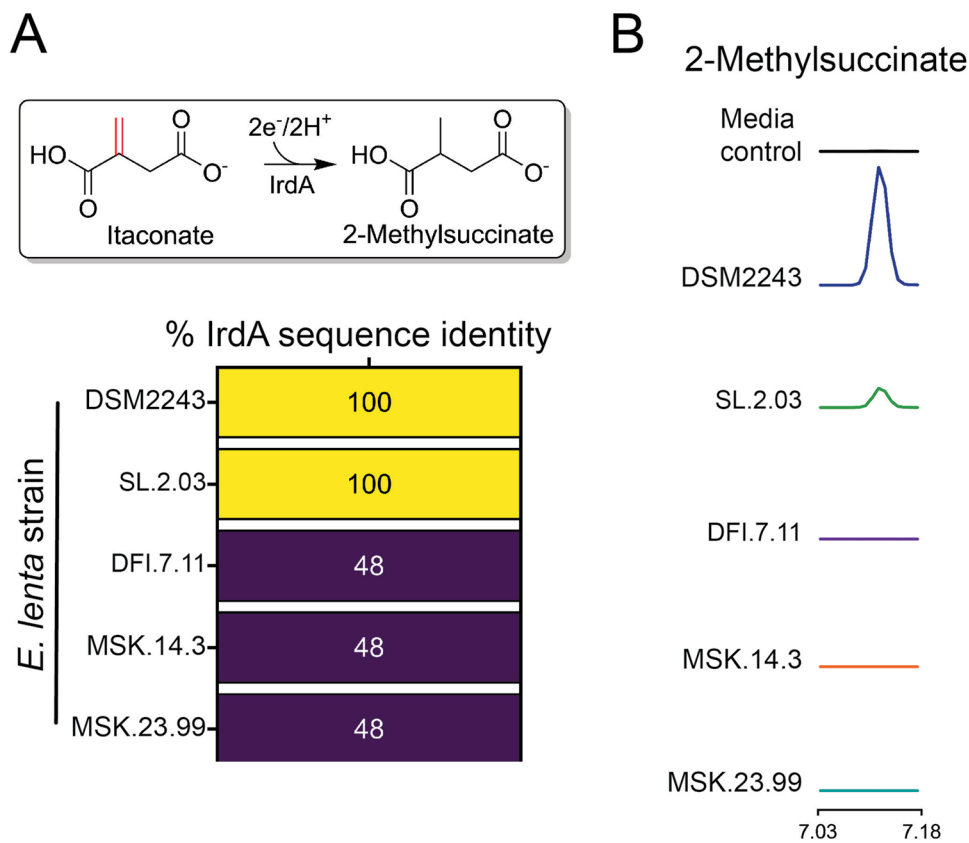 A
HO
O
O
O-
Itaconate
2e-/2H+
IrdA
HO
O
O
O-
2-Methylsuccinate
% IrdA sequence identity
E. lenta strain
DSM2243
100
SL.2.03
100
DFI.7.11
48
MSK.14.3
48
MSK.23.99
48
B
2-Methylsuccinate
Media
control
DSM2243
SL.2.03
DFI.7.11
MSK.14.3
MSK.23.99
7.03
7.18